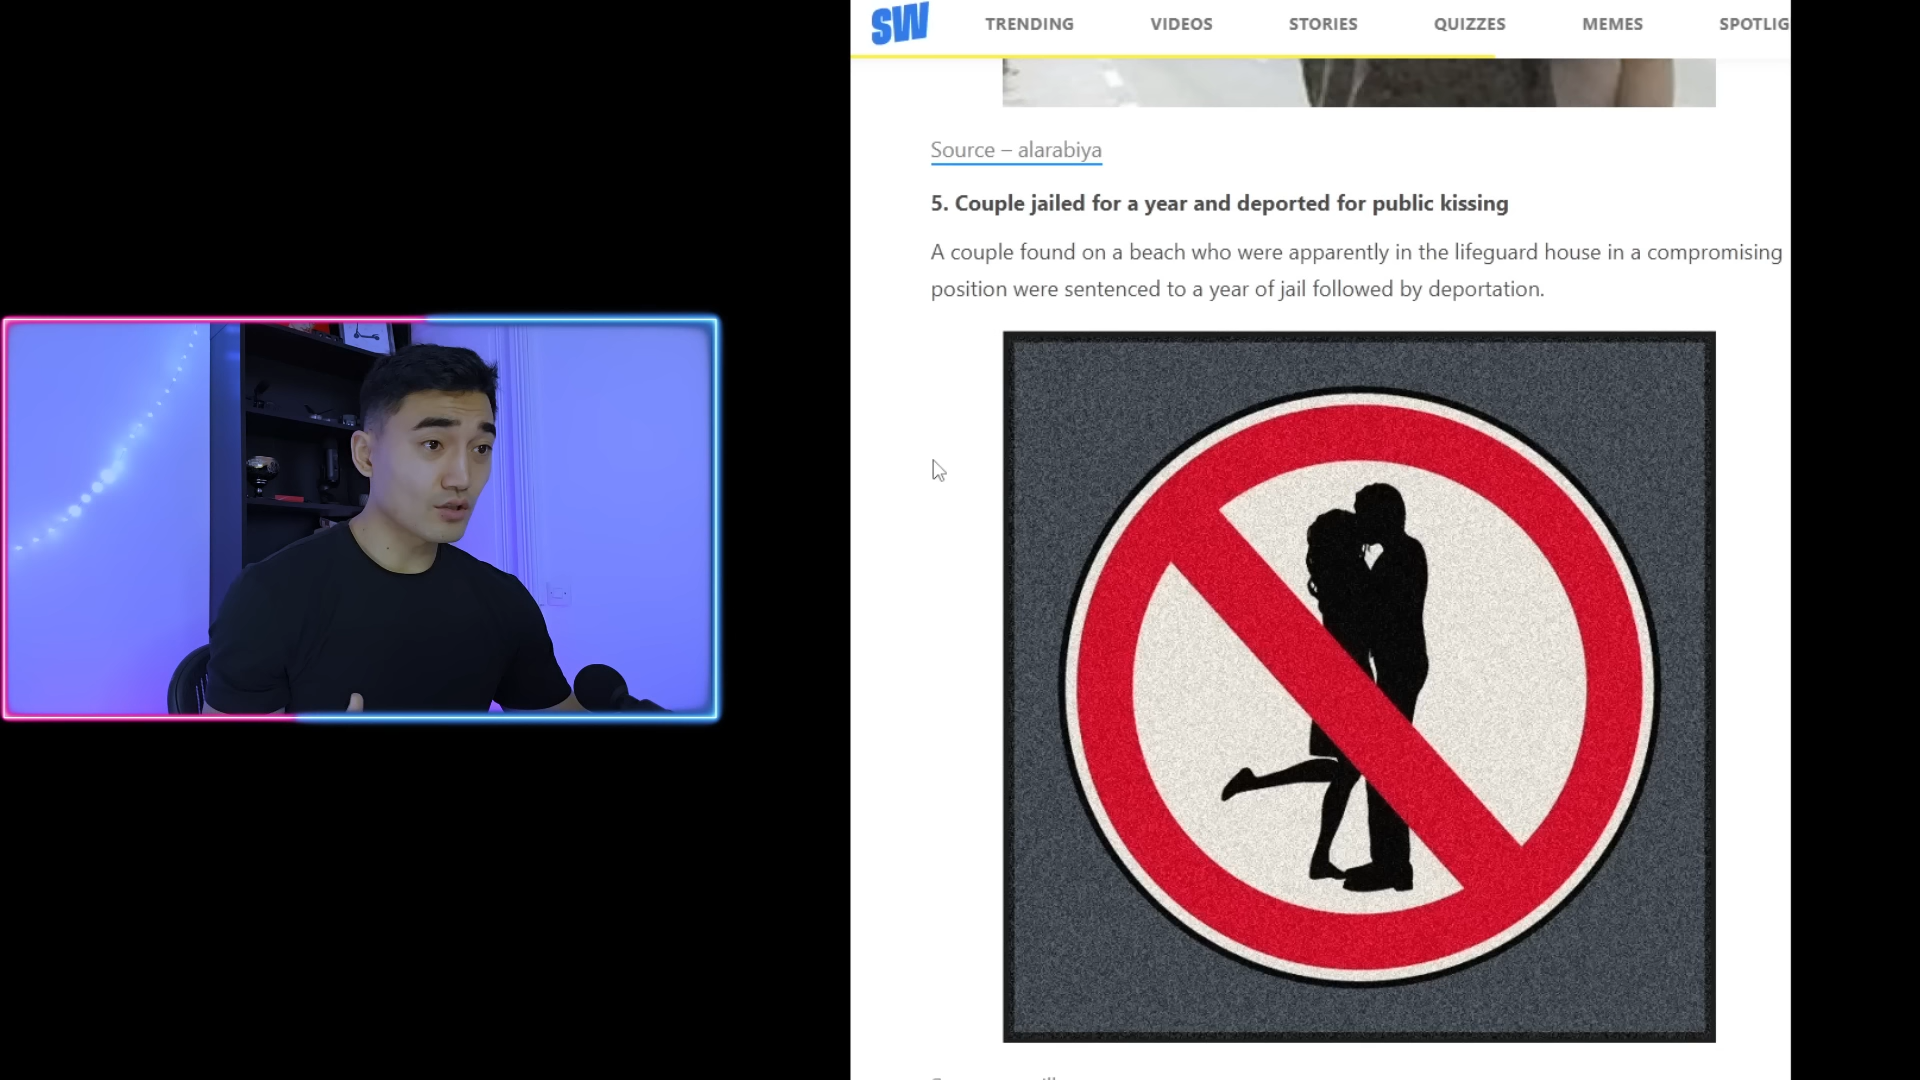 SW
TRENDING VIDEOS STORIES QUIZZES MEMES SPOTLIG
Source – alarabiya
5. Couple jailed for a year and deported for public kissing
A couple found on a beach who were apparently in the lifeguard house in a compromising
position were sentenced to a year of jail followed by deportation.